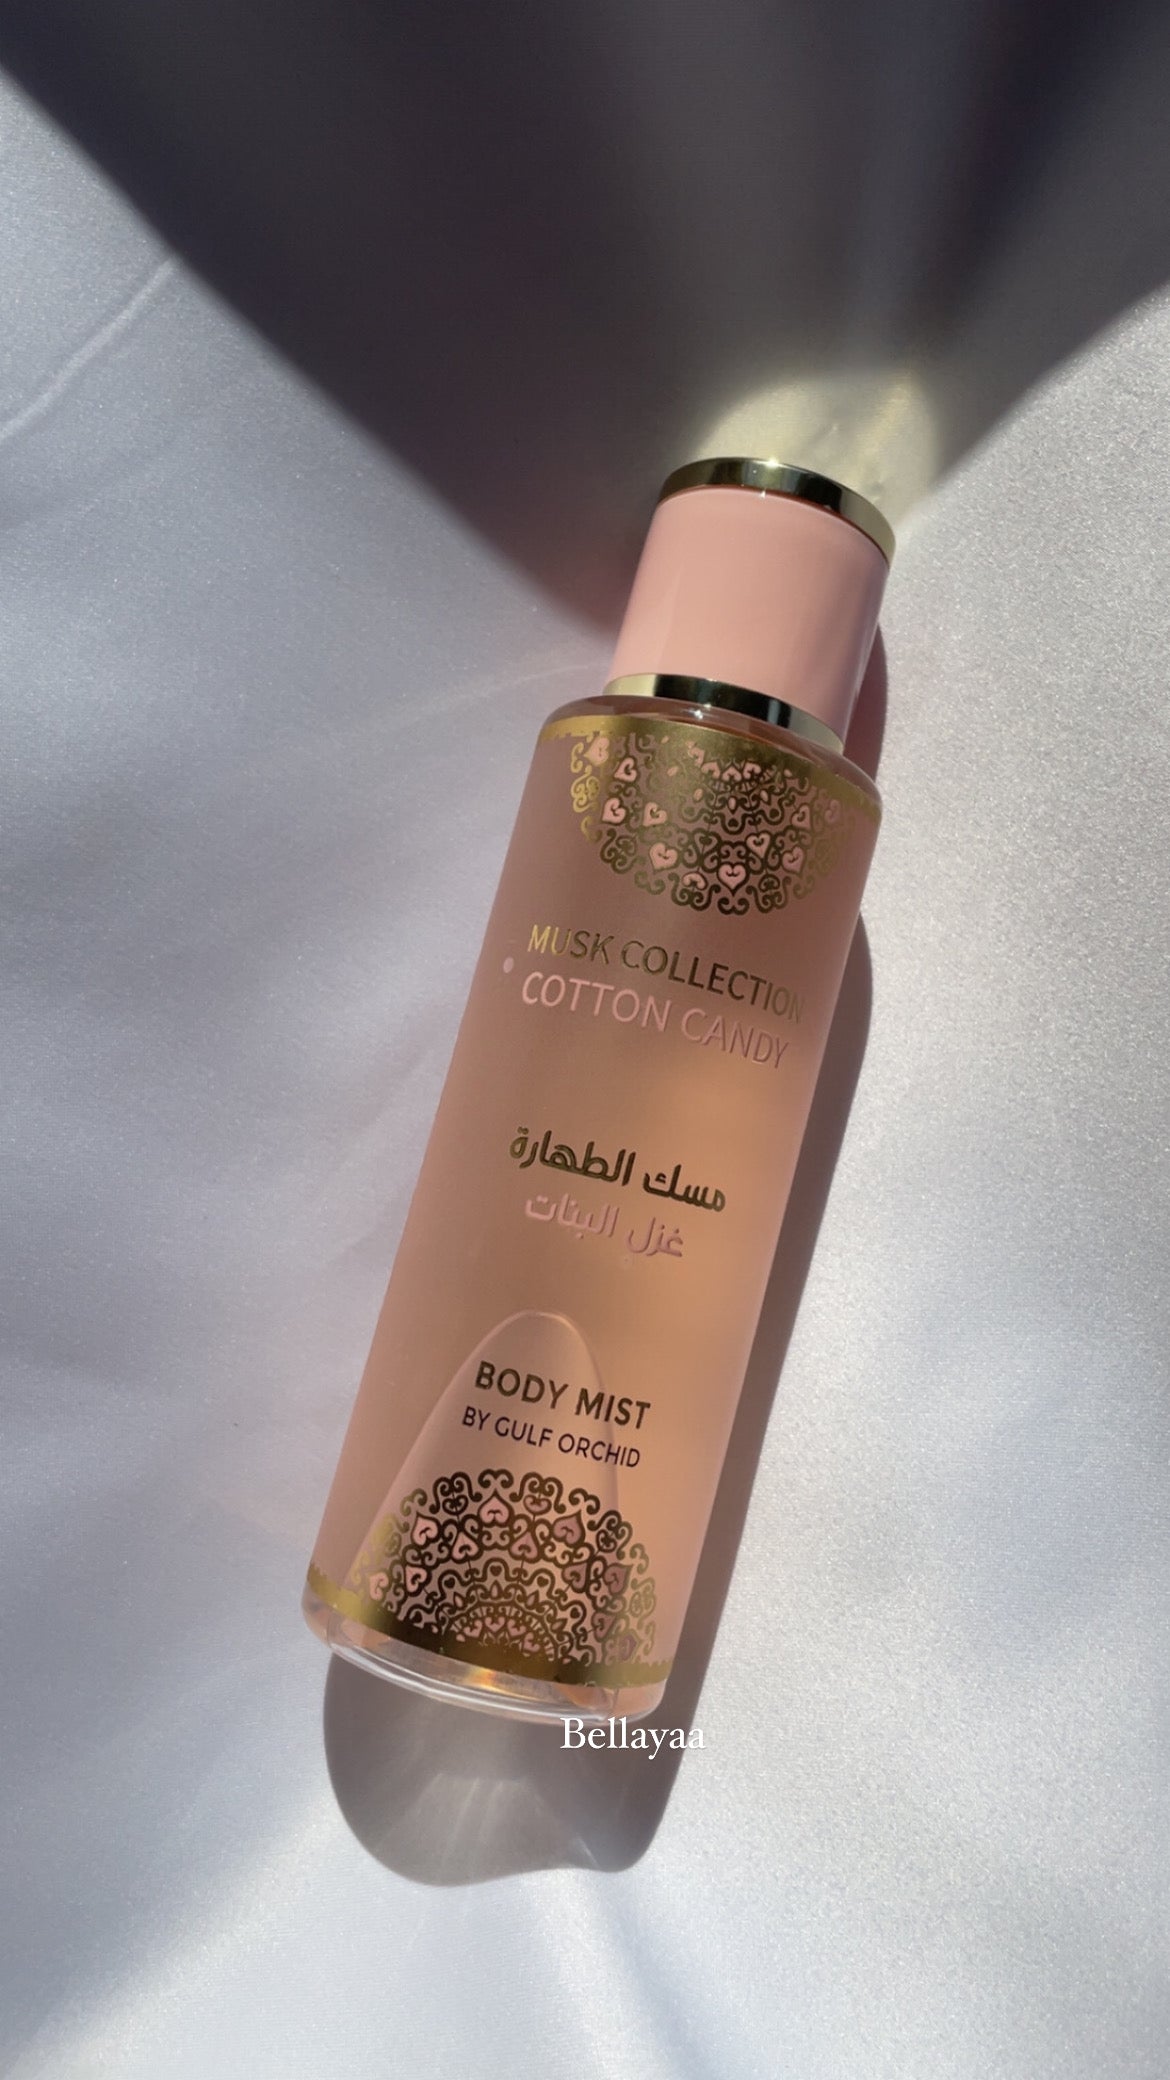 MUSK COLLECTION
COTTON CANDY
مسك الطهارة
غزل البنات
BODY MIST
BY GULF ORCHID
Bellayaa